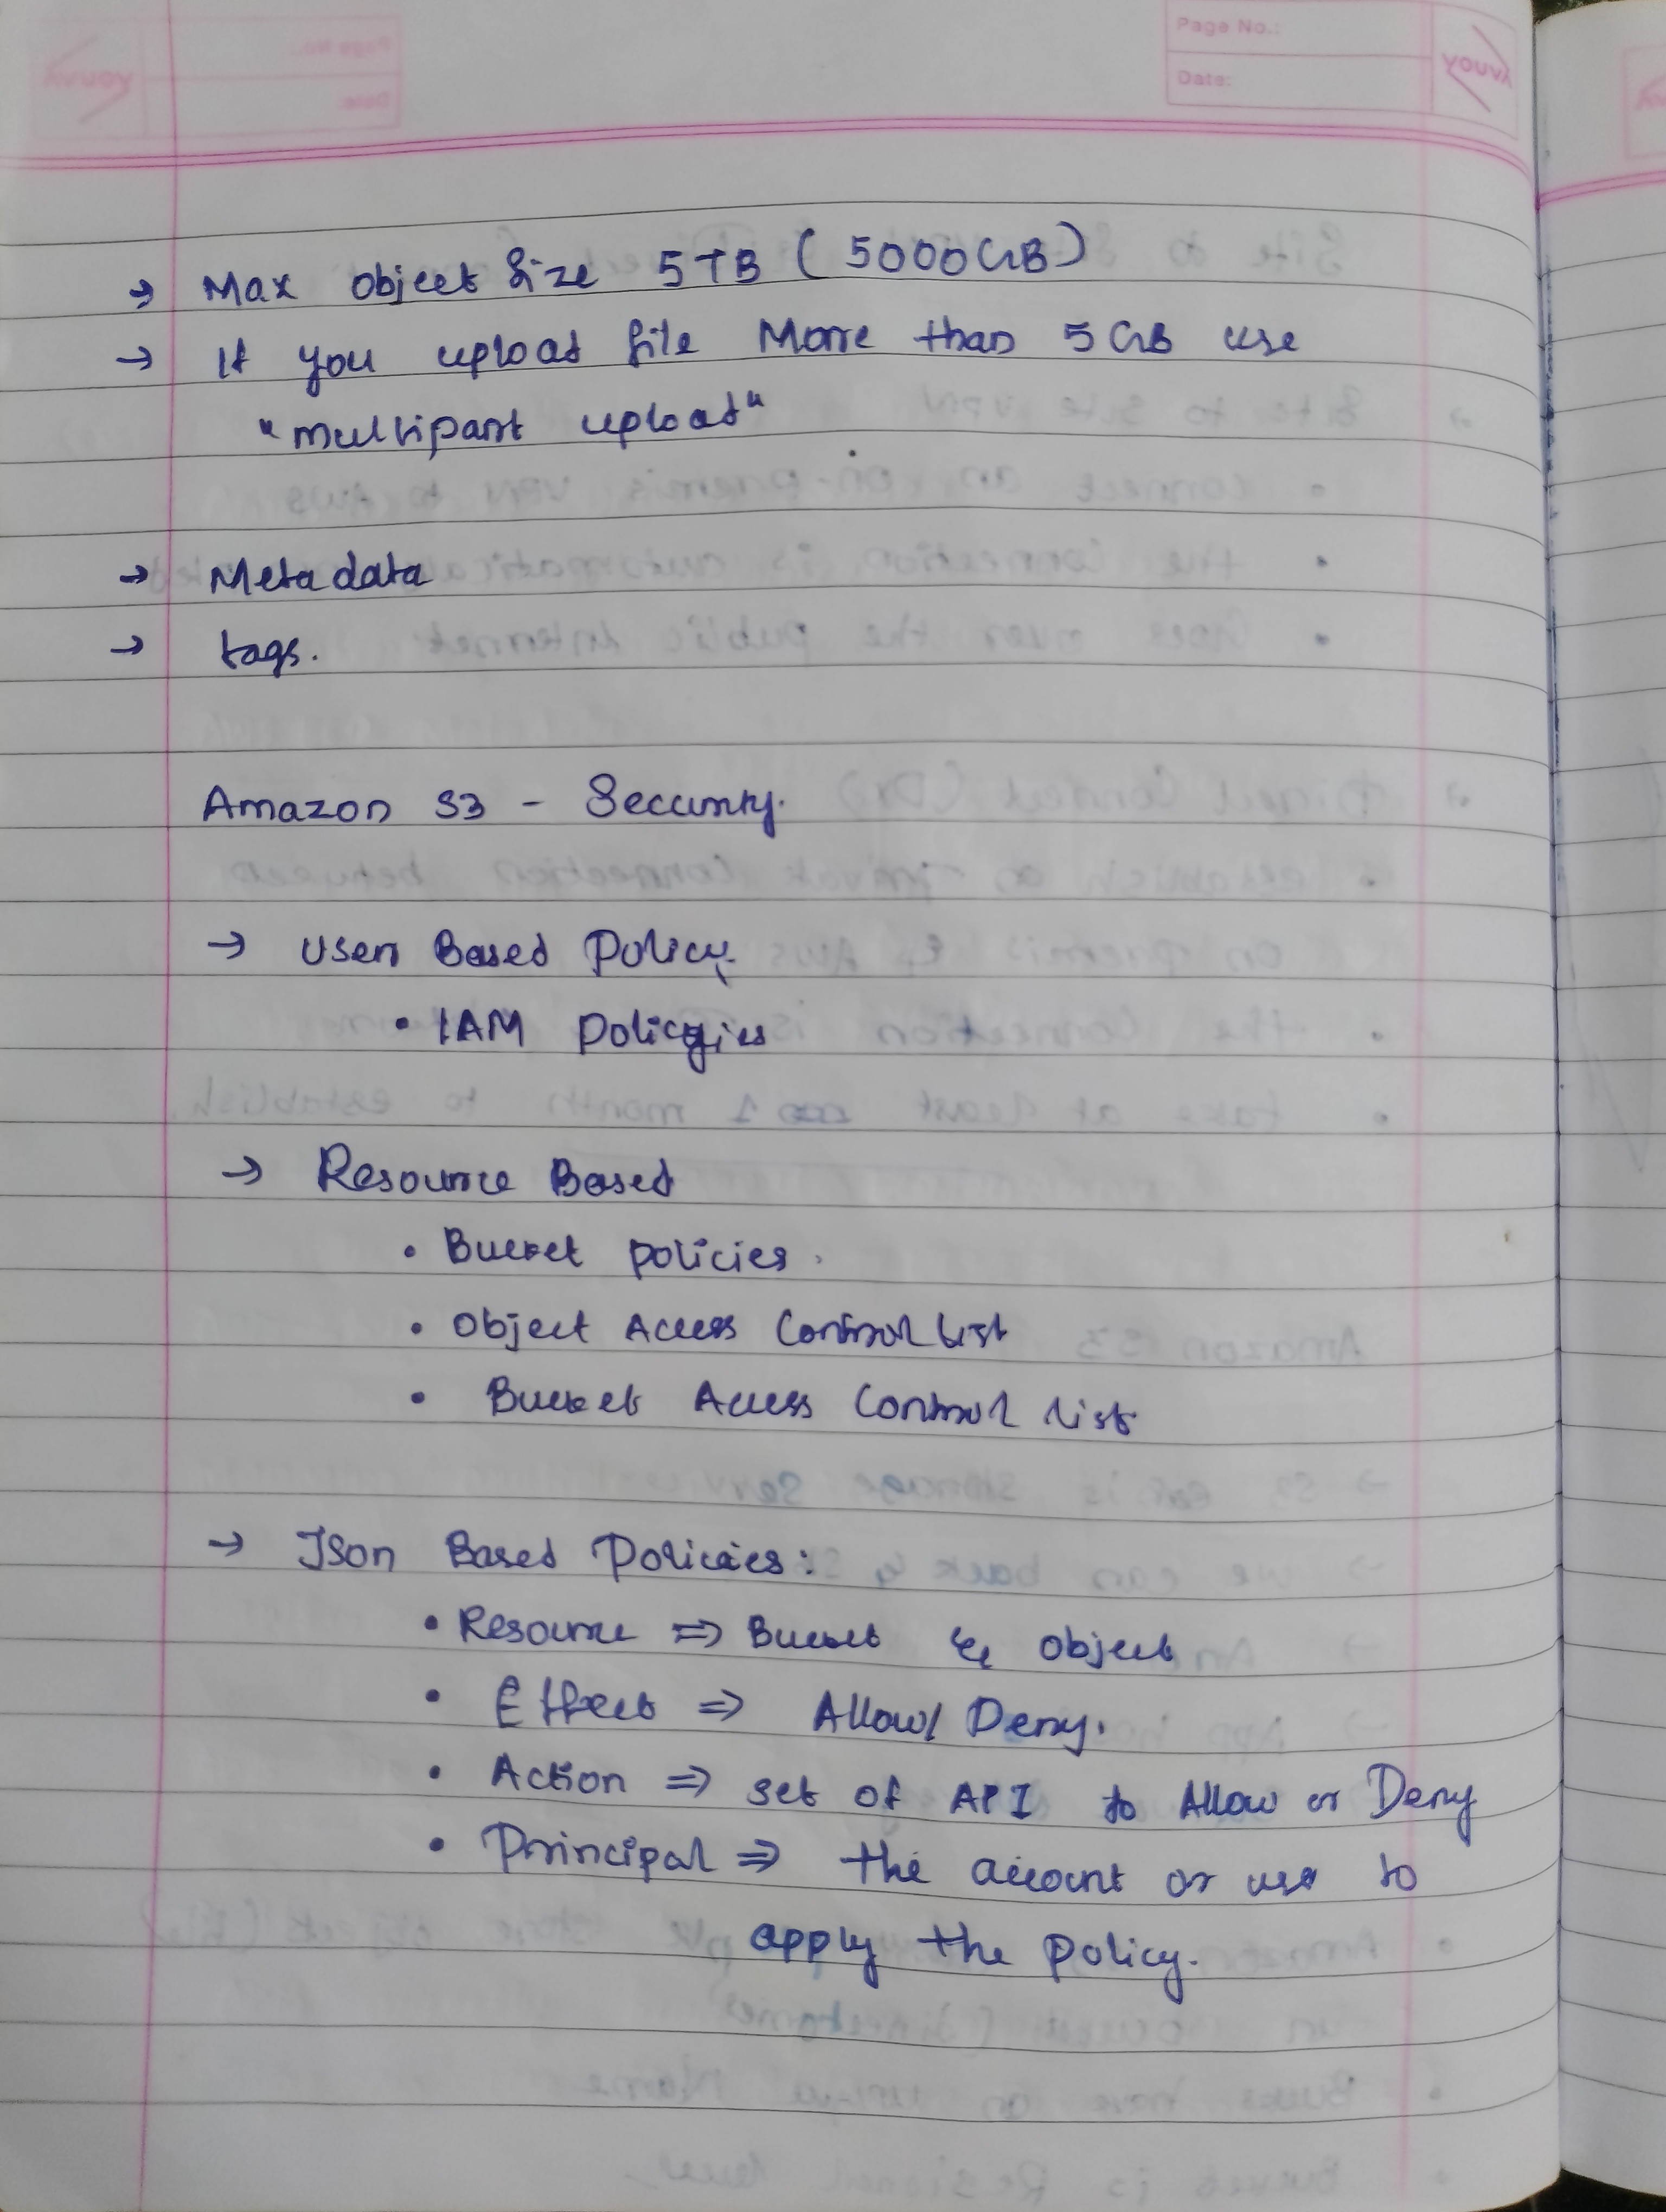 Page No.:
Date:
YOUVA
→ Max object size 5TB (5000GB)
→ If you upload file More than 5GB use
"multipart upload"
→ Metadata
→ tags.
Amazon S3 - Security.
→ User Based Policy.
• IAM policies
→ Resource Based
• Bucket policies.
• Object Access Control list
• Bucket Access Control list
→ Json Based Policies:
• Resource ⇒ Bucket & object
• Effect ⇒ Allow/ Deny.
• Action ⇒ set of API to Allow or Deny
• Principal ⇒ the account or user to
apply the policy.